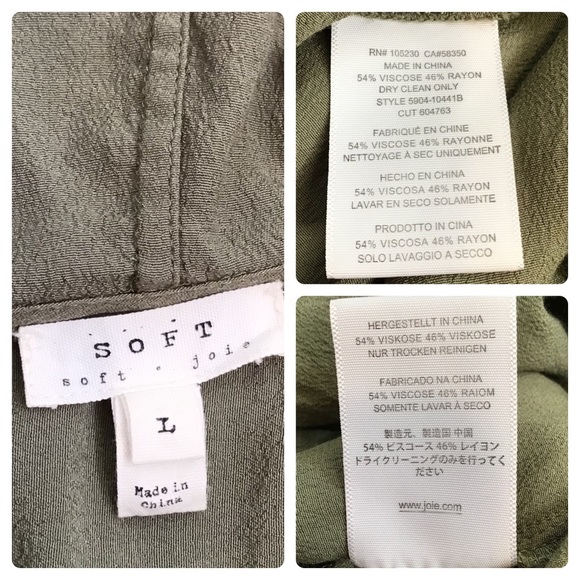 SOFT
soft • joie
L
Made in
China
RN# 105230 CA#58350
MADE IN CHINA
54% VISCOSE 46% RAYON
DRY CLEAN ONLY
STYLE 5904-10441B
CUT 604763
FABRIQUÉ EN CHINE
54% VISCOSE 46% RAYONNE
NETTOYAGE À SEC UNIQUEMENT
HECHO EN CHINA
54% VISCOSA 46% RAYON
LAVAR EN SECO SOLAMENTE
PRODOTTO IN CINA
54% VISCOSA 46% RAYON
SOLO LAVAGGIO A SECCO
HERGESTELLT IN CHINA
54% VISKOSE 46% VISKOSE
NUR TROCKEN REINIGEN
FABRICADO NA CHINA
54% VISCOSE 46% RAIOM
SOMENTE LAVAR À SECO
製造元、製造国 中国
54% ビスコース 46% レイヨン
ドライクリーニングのみを行ってく
ださい
www.joie.com